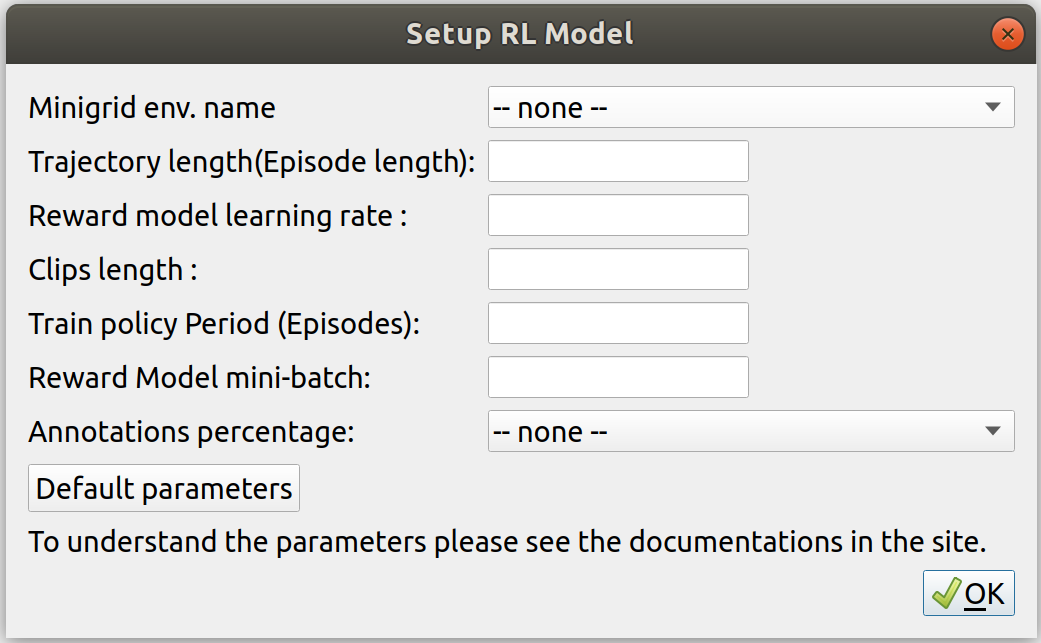 Setup RL Model
Minigrid env. name -- none --
Trajectory length(Episode length):
Reward model learning rate :
Clips length :
Train policy Period (Episodes):
Reward Model mini-batch:
Annotations percentage: -- none --
Default parameters
To understand the parameters please see the documentations in the site.
OK